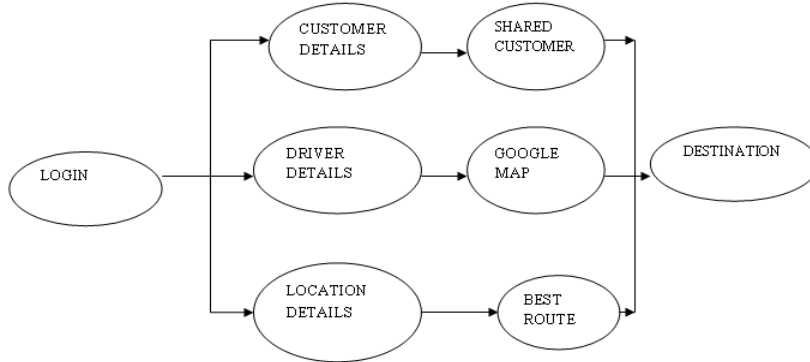 CUSTOMER
DETAILS
SHARED
CUSTOMER
LOGIN
DRIVER
DETAILS
GOOGLE
MAP
DESTINATION
LOCATION
DETAILS
BEST
ROUTE